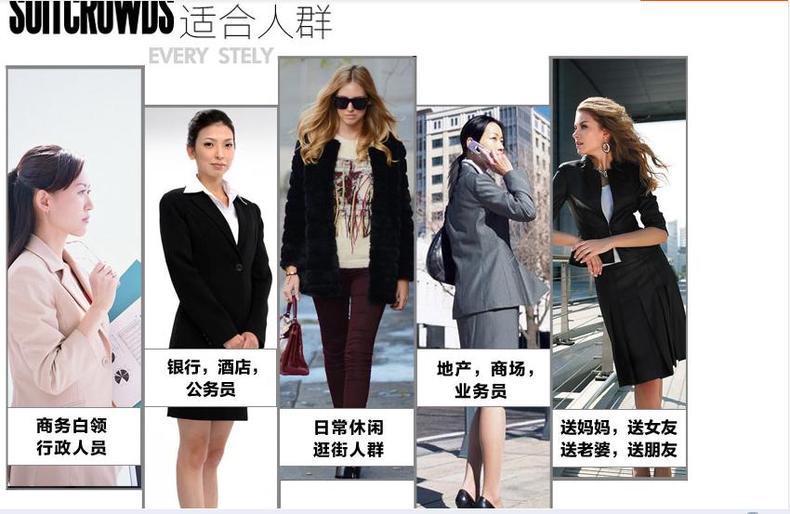 SUITCROWDS 适合人群
EVERY STELY
商务白领
行政人员
银行，酒店，
公务员
日常休闲
逛街人群
地产，商场，
业务员
送妈妈，送女友
送老婆，送朋友